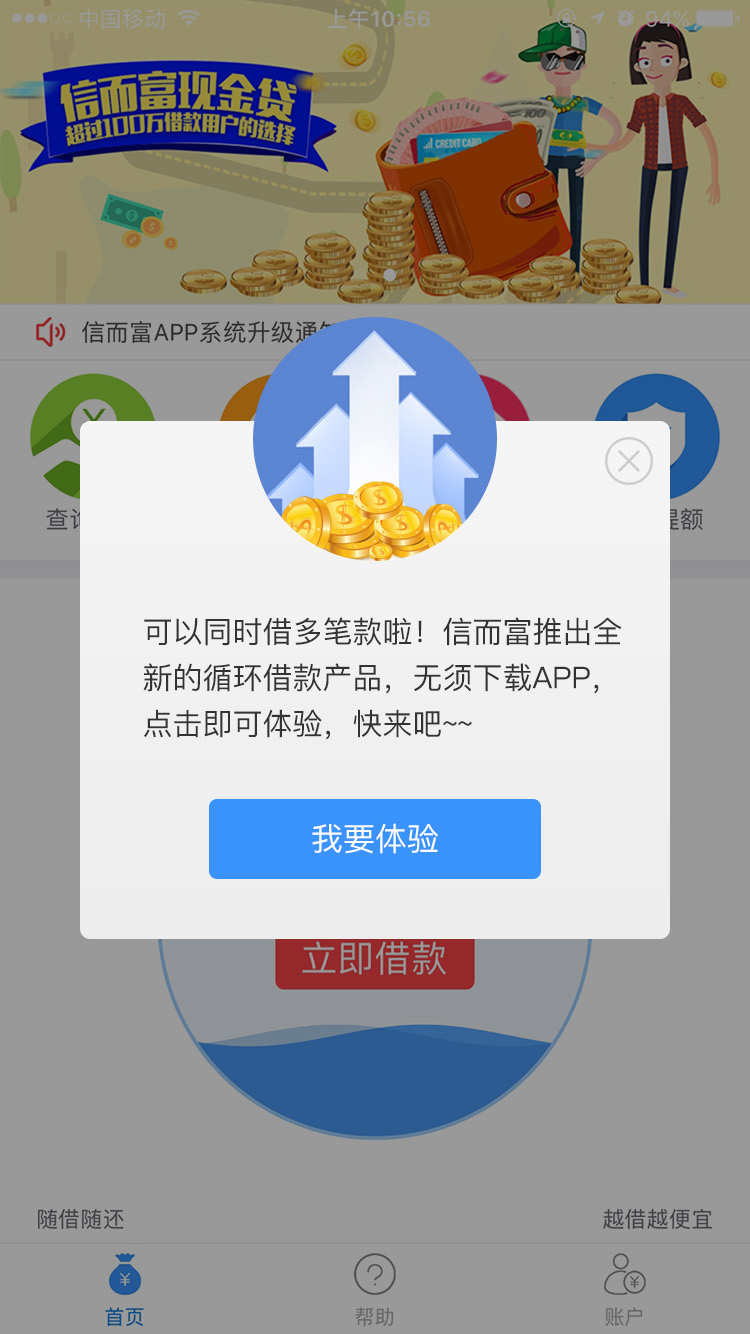 中国移动
上午10:56
94%
信而富现金贷
超过100万借款用户的选择
CREDIT CARD
信而富APP系统升级通
查
提额
可以同时借多笔款啦！信而富推出全
新的循环借款产品，无须下载APP，
点击即可体验，快来吧~~
我要体验
立即借款
随借随还
越借越便宜
首页
帮助
账户